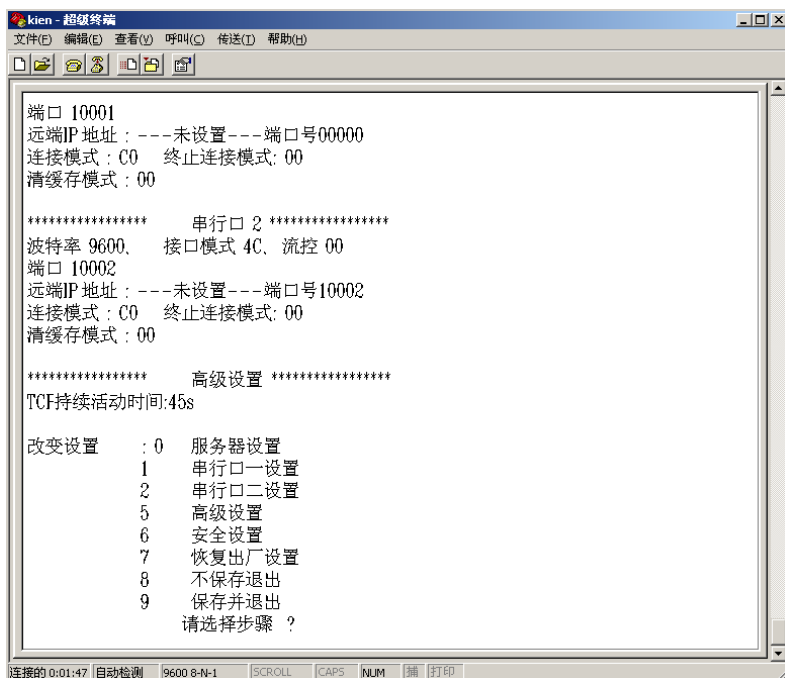 kien - 超级终端
文件(F) 编辑(E) 查看(V) 呼叫(C) 传送(T) 帮助(H)
端口 10001
远端IP 地址 : ---未设置---端口号00000
连接模式 : C0 终止连接模式: 00
清缓存模式 : 00
***************** 串行口 2 *****************
波特率 9600、 接口模式 4C、流控 00
端口 10002
远端IP 地址 : ---未设置---端口号10002
连接模式 : C0 终止连接模式: 00
清缓存模式 : 00
***************** 高级设置 *****************
TCF持续活动时间:45s
改变设置 : 0 服务器设置
1 串行口一设置
2 串行口二设置
5 高级设置
6 安全设置
7 恢复出厂设置
8 不保存退出
9 保存并退出
请选择步骤 ?
连接的 0:01:47 自动检测 9600 8-N-1 SCROLL CAPS NUM 捕 打印